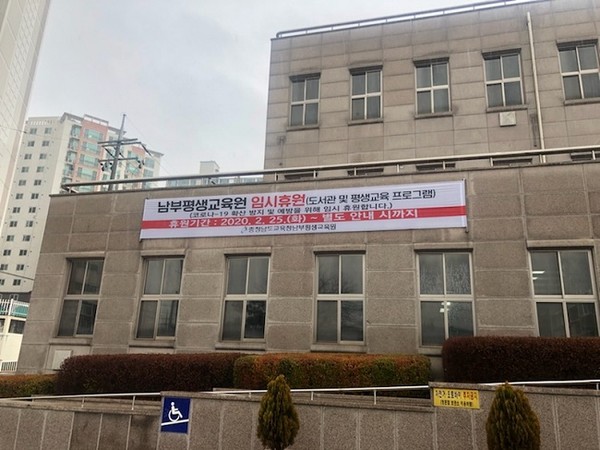 남부평생교육원 임시휴원(도서관 및 평생교육 프로그램)
(코로나-19 확산 방지 및 예방을 위해 임시 휴원합니다.)
휴원기간 : 2020. 2. 25.(화) ~ 별도 안내 시까지
충청남도교육청남부평생교육원